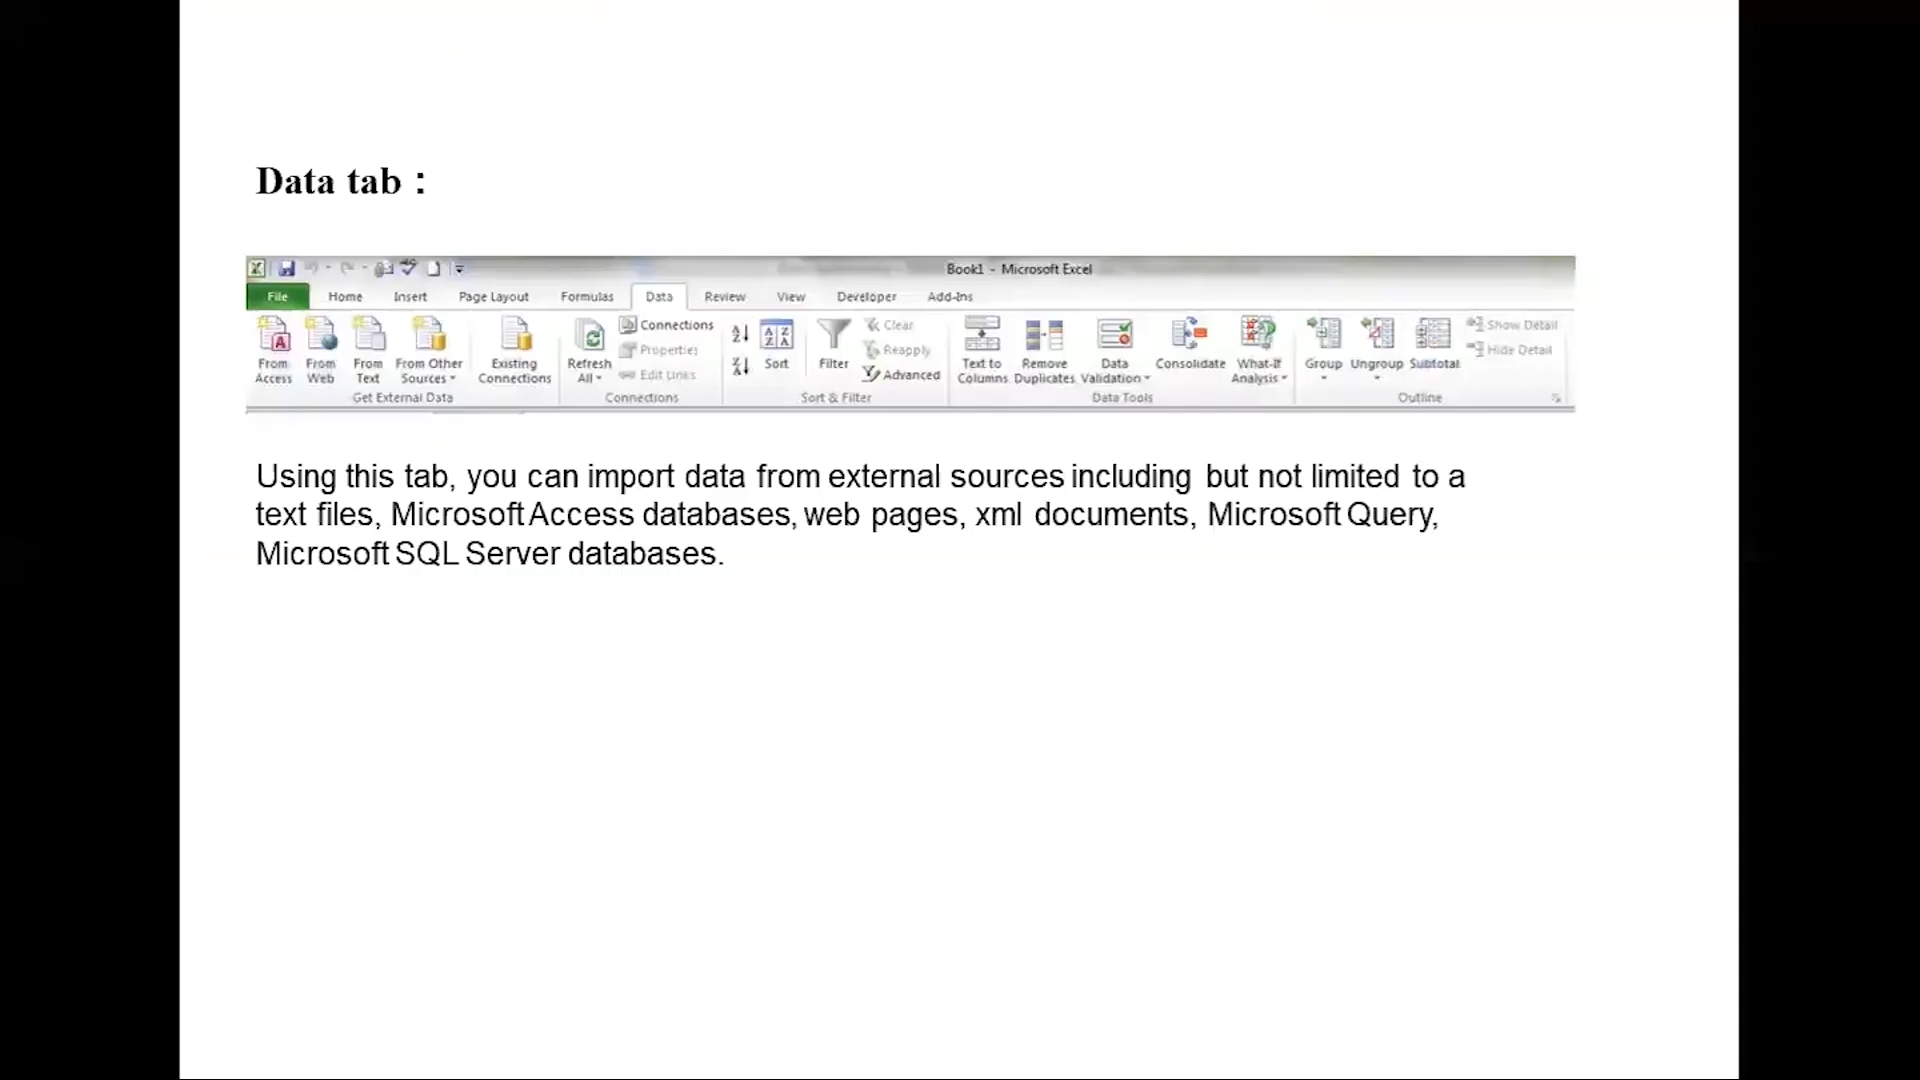 Data tab :
Book1 - Microsoft Excel
File Home Insert Page Layout Formulas Data Review View Developer Add-Ins
From Access
From Web
From Text
From Other Sources
Existing Connections
Get External Data
Refresh All
Connections
Properties
Edit Links
Connections
Sort
Filter
Clear
Reapply
Advanced
Sort & Filter
Text to Columns
Remove Duplicates
Data Validation
Consolidate
What-If Analysis
Data Tools
Group
Ungroup
Subtotal
Show Detail
Hide Detail
Outline
Using this tab, you can import data from external sources including but not limited to a
text files, Microsoft Access databases, web pages, xml documents, Microsoft Query,
Microsoft SQL Server databases.